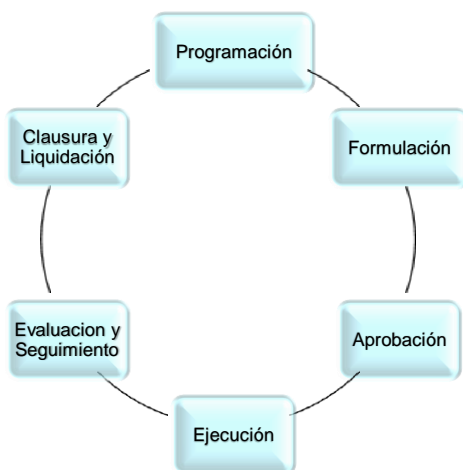 Programación
Formulación
Aprobación
Ejecución
Evaluacion y
Seguimiento
Clausura y
Liquidación